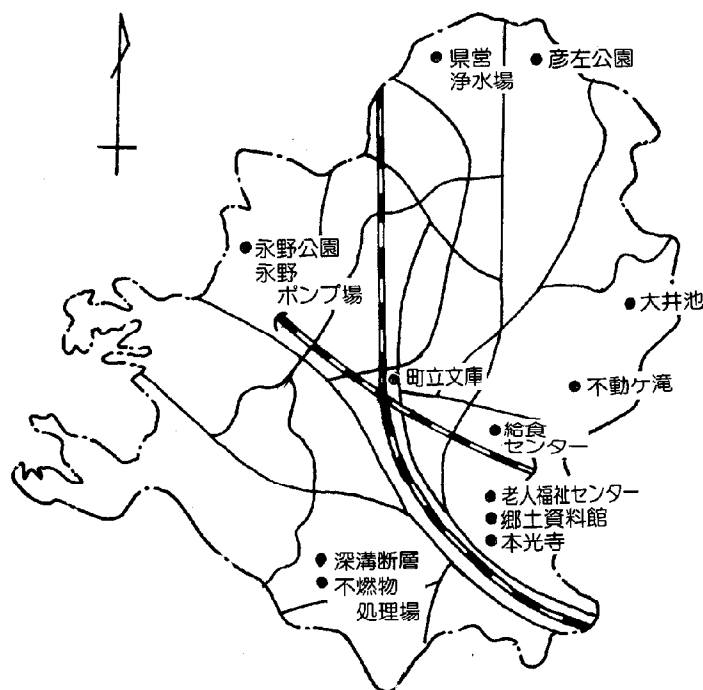 県営
浄水場
彦左公園
永野公園
永野
ポンプ場
大井池
町立文庫
不動ケ滝
給食
センター
老人福祉センター
郷土資料館
本光寺
深溝断層
不燃物
処理場